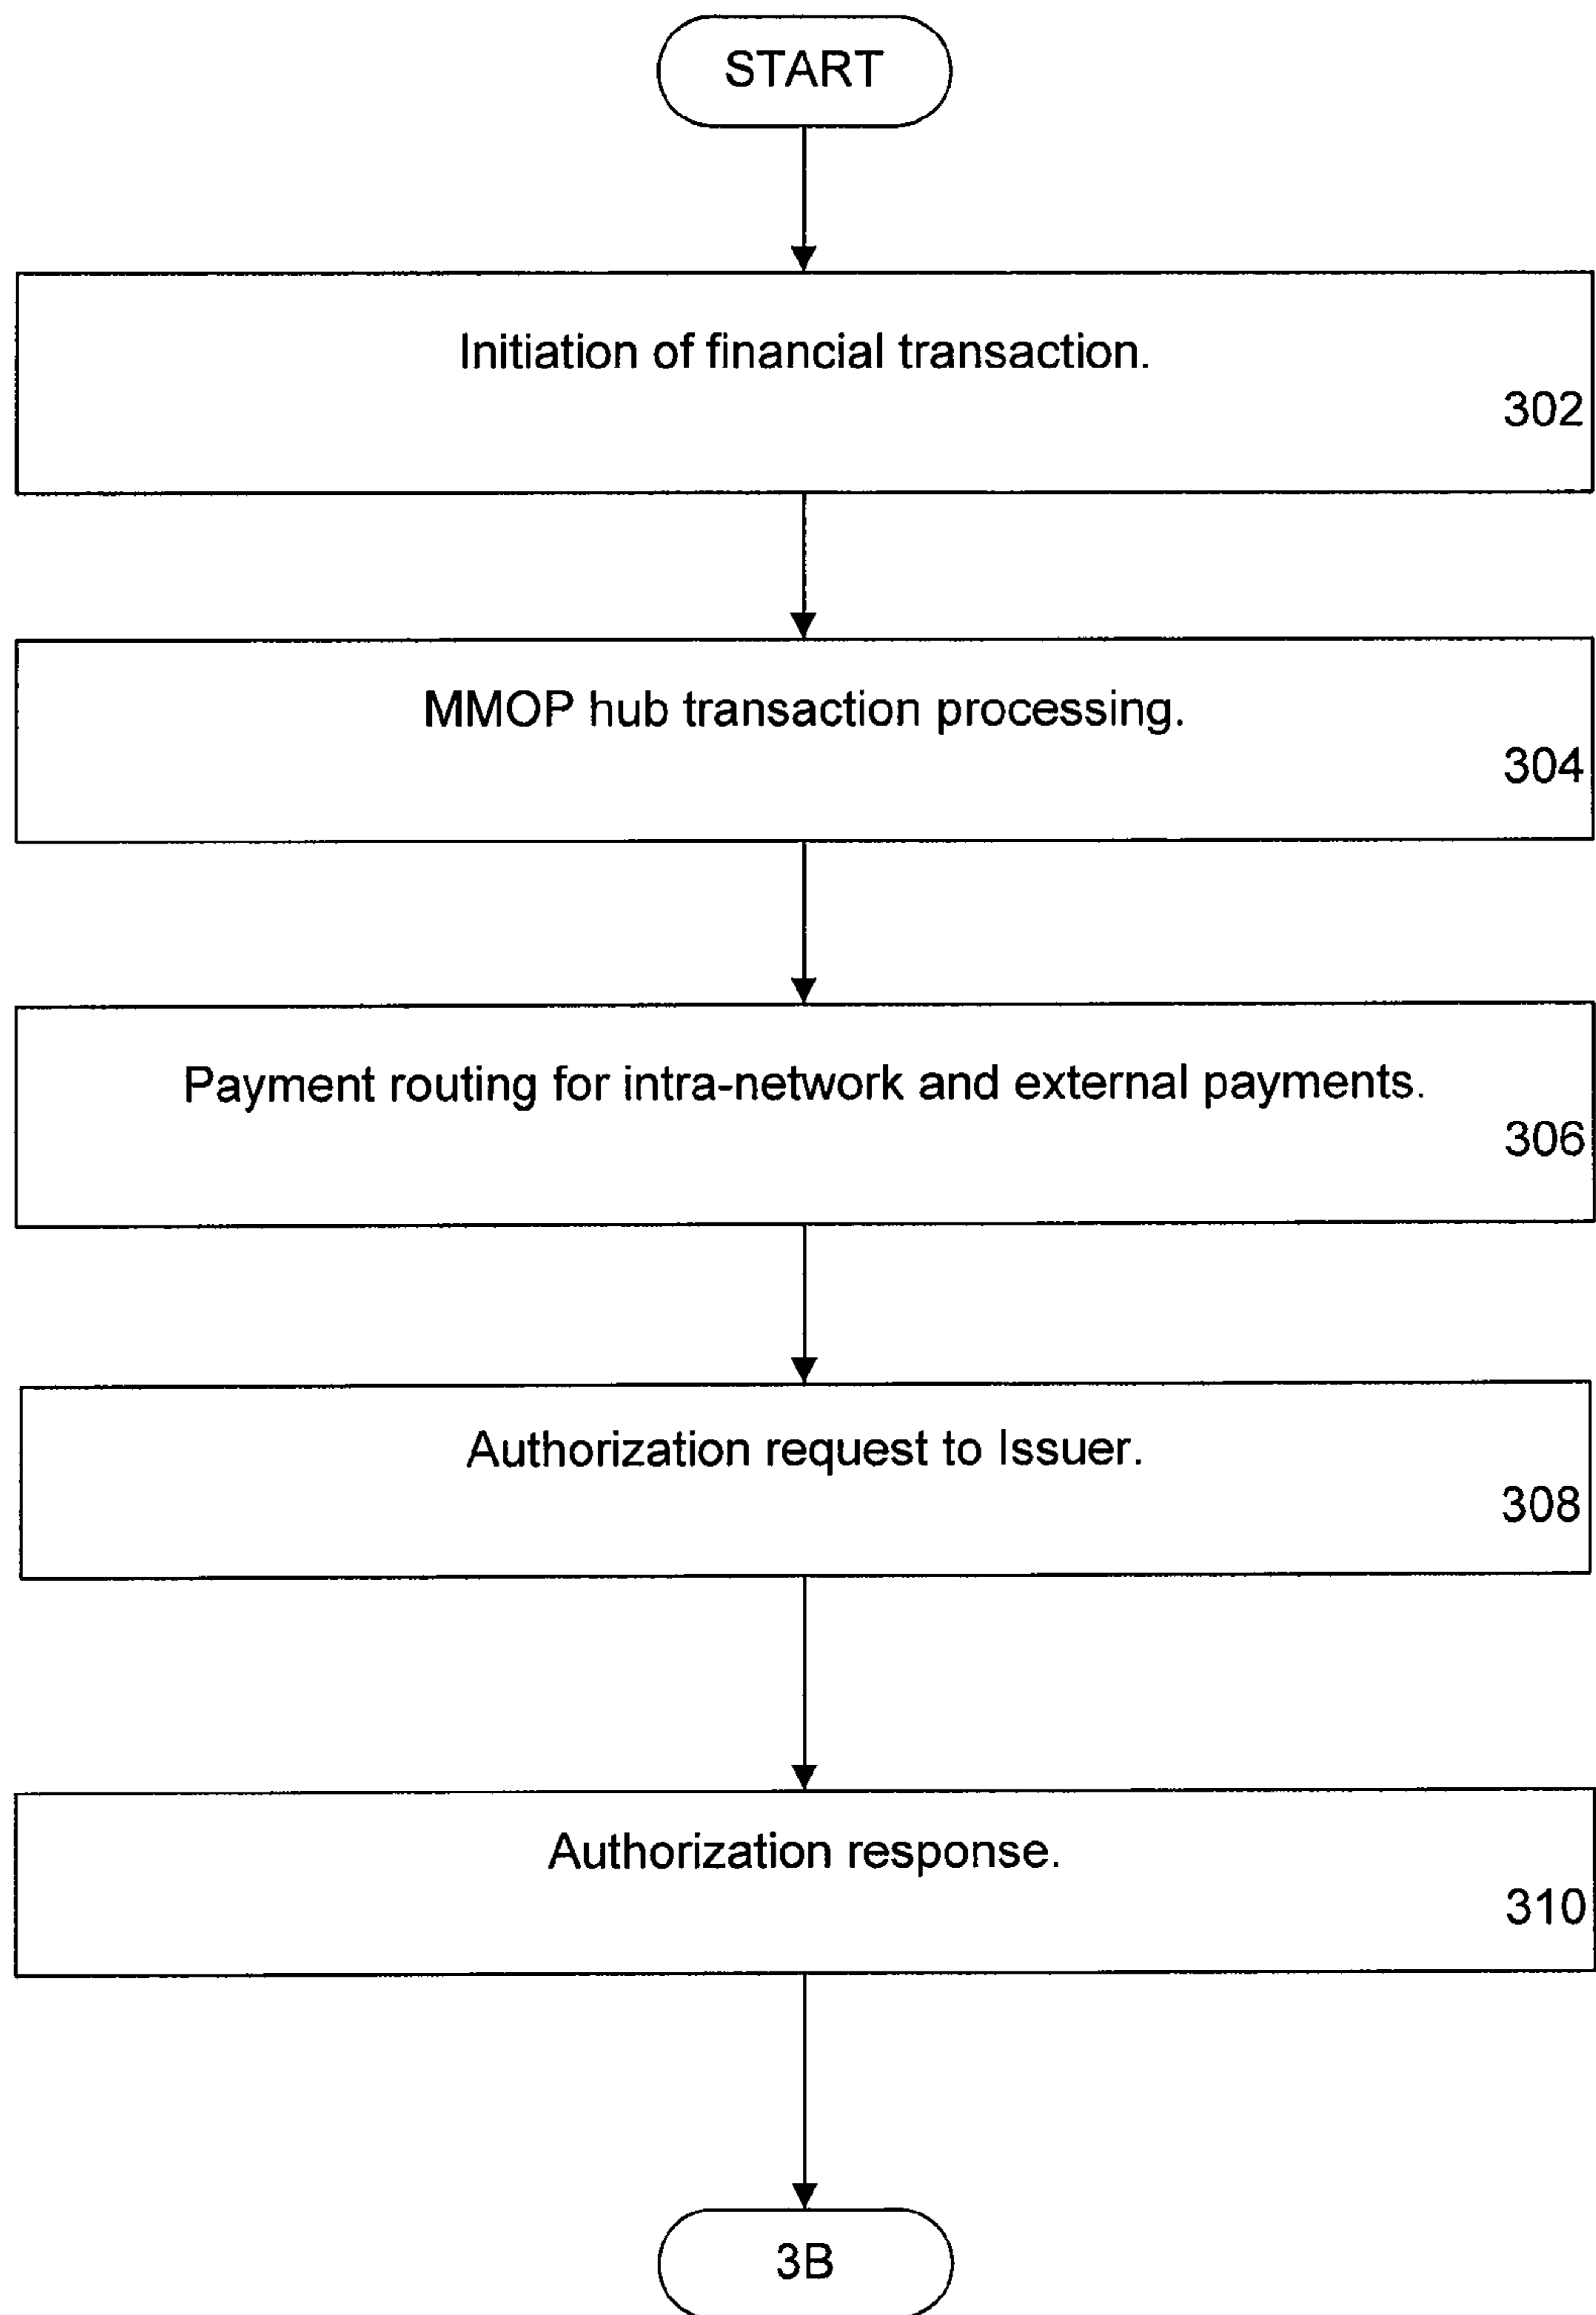 START
Initiation of financial transaction.
302
MMOP hub transaction processing.
304
Payment routing for intra-network and external payments.
306
Authorization request to Issuer.
308
Authorization response.
310
3B